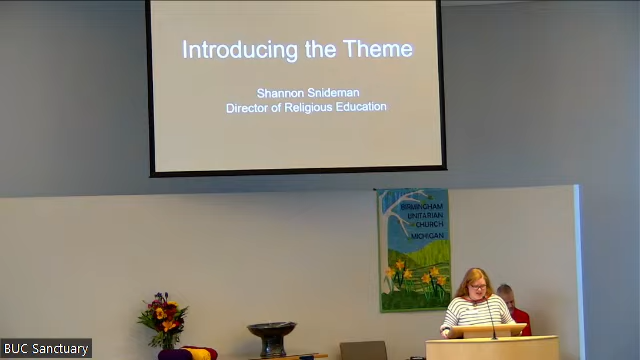 Introducing the Theme
Shannon Snideman
Director of Religious Education
BIRMINGHAM
UNITARIAN
CHURCH
MICHIGAN
BUC Sanctuary